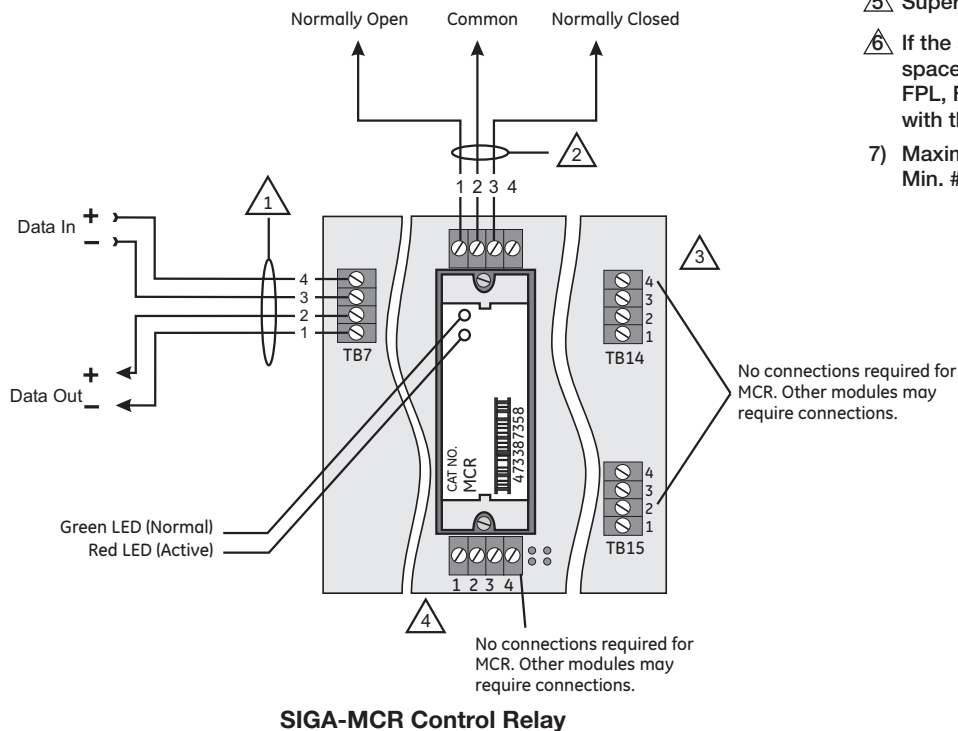 Normally Open Common Normally Closed
5 Super
6 If the
space
FPL, F
with th
7) Maxin
Min. #
2
1 2 3 4
1
Data In + −
4
3
2
1
TB7
Data Out + −
3
4
3
2
1
TB14
No connections required for
MCR. Other modules may
require connections.
CAT NO.
MCR
473387358
4
3
2
1
TB15
Green LED (Normal)
Red LED (Active)
1 2 3 4
4
No connections required for
MCR. Other modules may
require connections.
SIGA-MCR Control Relay